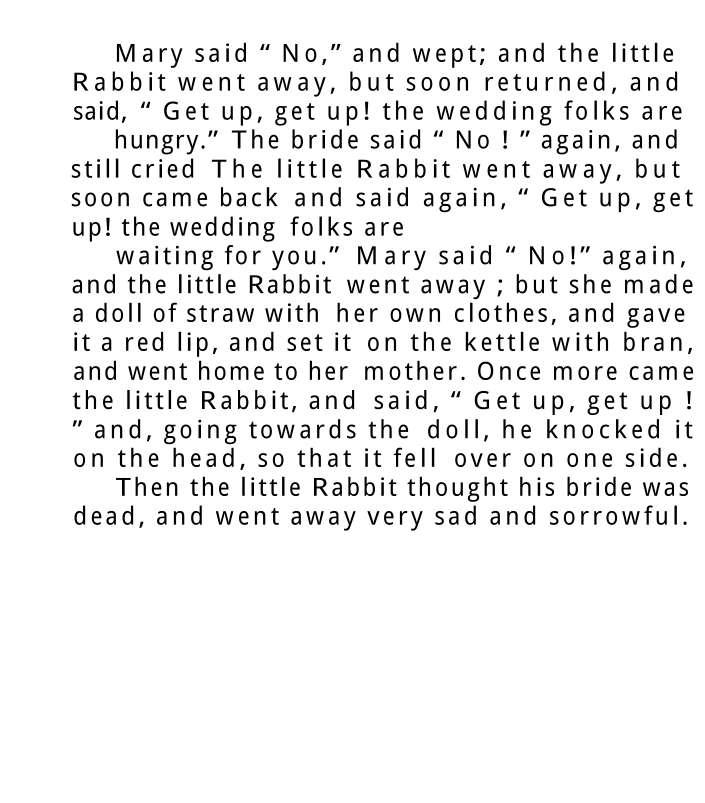 Mary said “ No,” and wept; and the little
Rabbit went away, but soon returned, and
said, “ Get up, get up! the wedding folks are
hungry.” The bride said “ No ! ” again, and
still cried The little Rabbit went away, but
soon came back and said again, “ Get up, get
up! the wedding folks are
waiting for you.” Mary said “ No!” again,
and the little Rabbit went away ; but she made
a doll of straw with her own clothes, and gave
it a red lip, and set it on the kettle with bran,
and went home to her mother. Once more came
the little Rabbit, and said, “ Get up, get up !
” and, going towards the doll, he knocked it
on the head, so that it fell over on one side.
Then the little Rabbit thought his bride was
dead, and went away very sad and sorrowful.